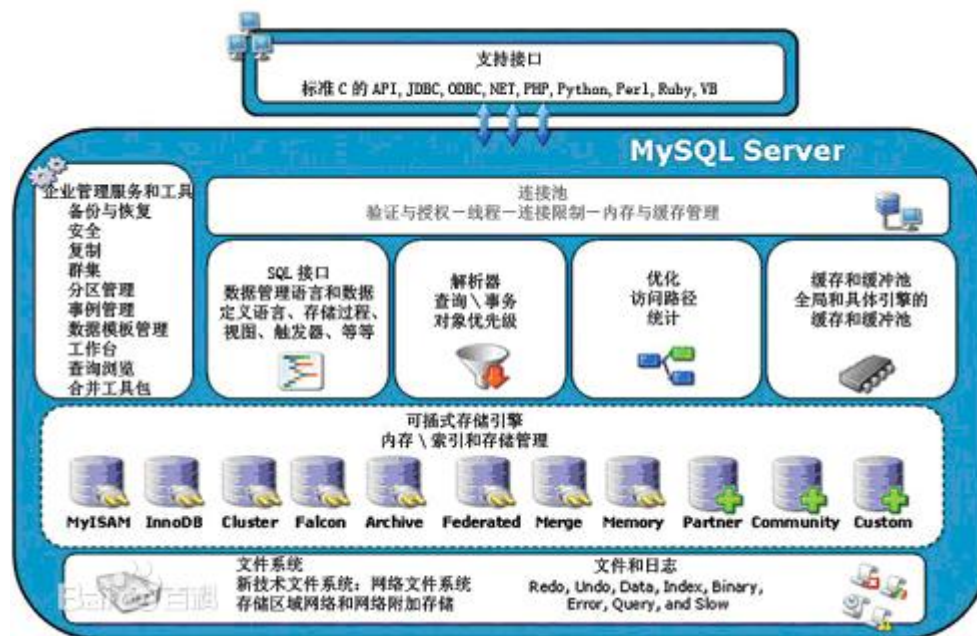 支持接口
标准 C 的 API, JDBC, ODBC, NET, PHP, Python, Perl, Ruby, VB
MySQL Server
企业管理服务和工具
备份与恢复
安全
复制
群集
分区管理
事例管理
数据模板管理
工作台
查询浏览
合并工具包
连接池
验证与授权－线程－连接限制－内存与缓存管理
SQL 接口
数据管理语言和数据
定义语言、存储过程、
视图、触发器、等等
解析器
查询 \ 事务
对象优先级
优化
访问路径
统计
缓存和缓冲池
全局和具体引擎的
缓存和缓冲池
可插式存储引擎
内存 \ 索引和存储管理
MyISAM InnoDB Cluster Falcon Archive Federated Merge Memory Partner Community Custom
文件系统
新技术文件系统：网络文件系统
存储区域网络和网络附加存储
文件和日志
Redo, Undo, Data, Index, Binary,
Error, Query, and Slow
Bai 百科